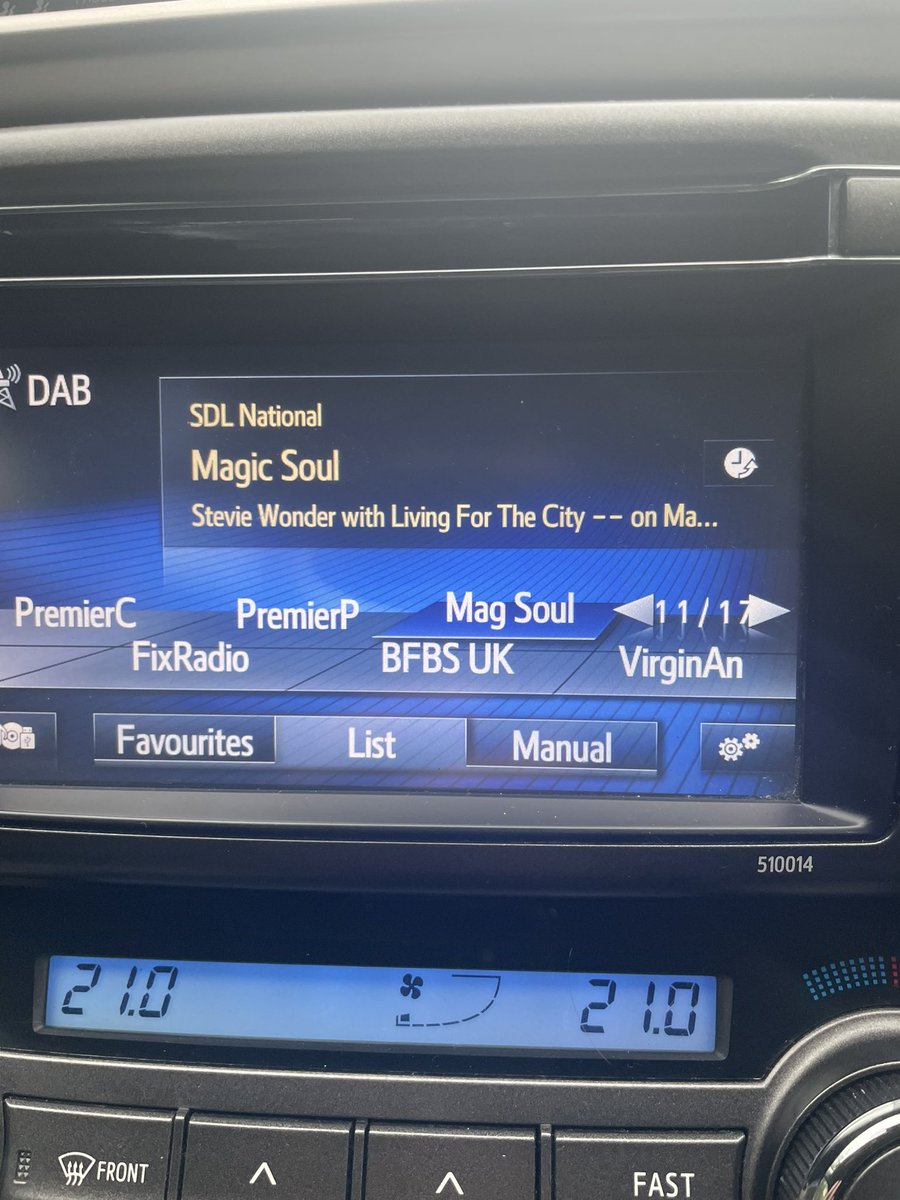 DAB
SDL National
Magic Soul
Stevie Wonder with Living For The City -- on Ma...
PremierC PremierP Mag Soul 11/17
FixRadio BFBS UK VirginAn
Favourites List Manual
510014
21.0 21.0
FRONT FAST